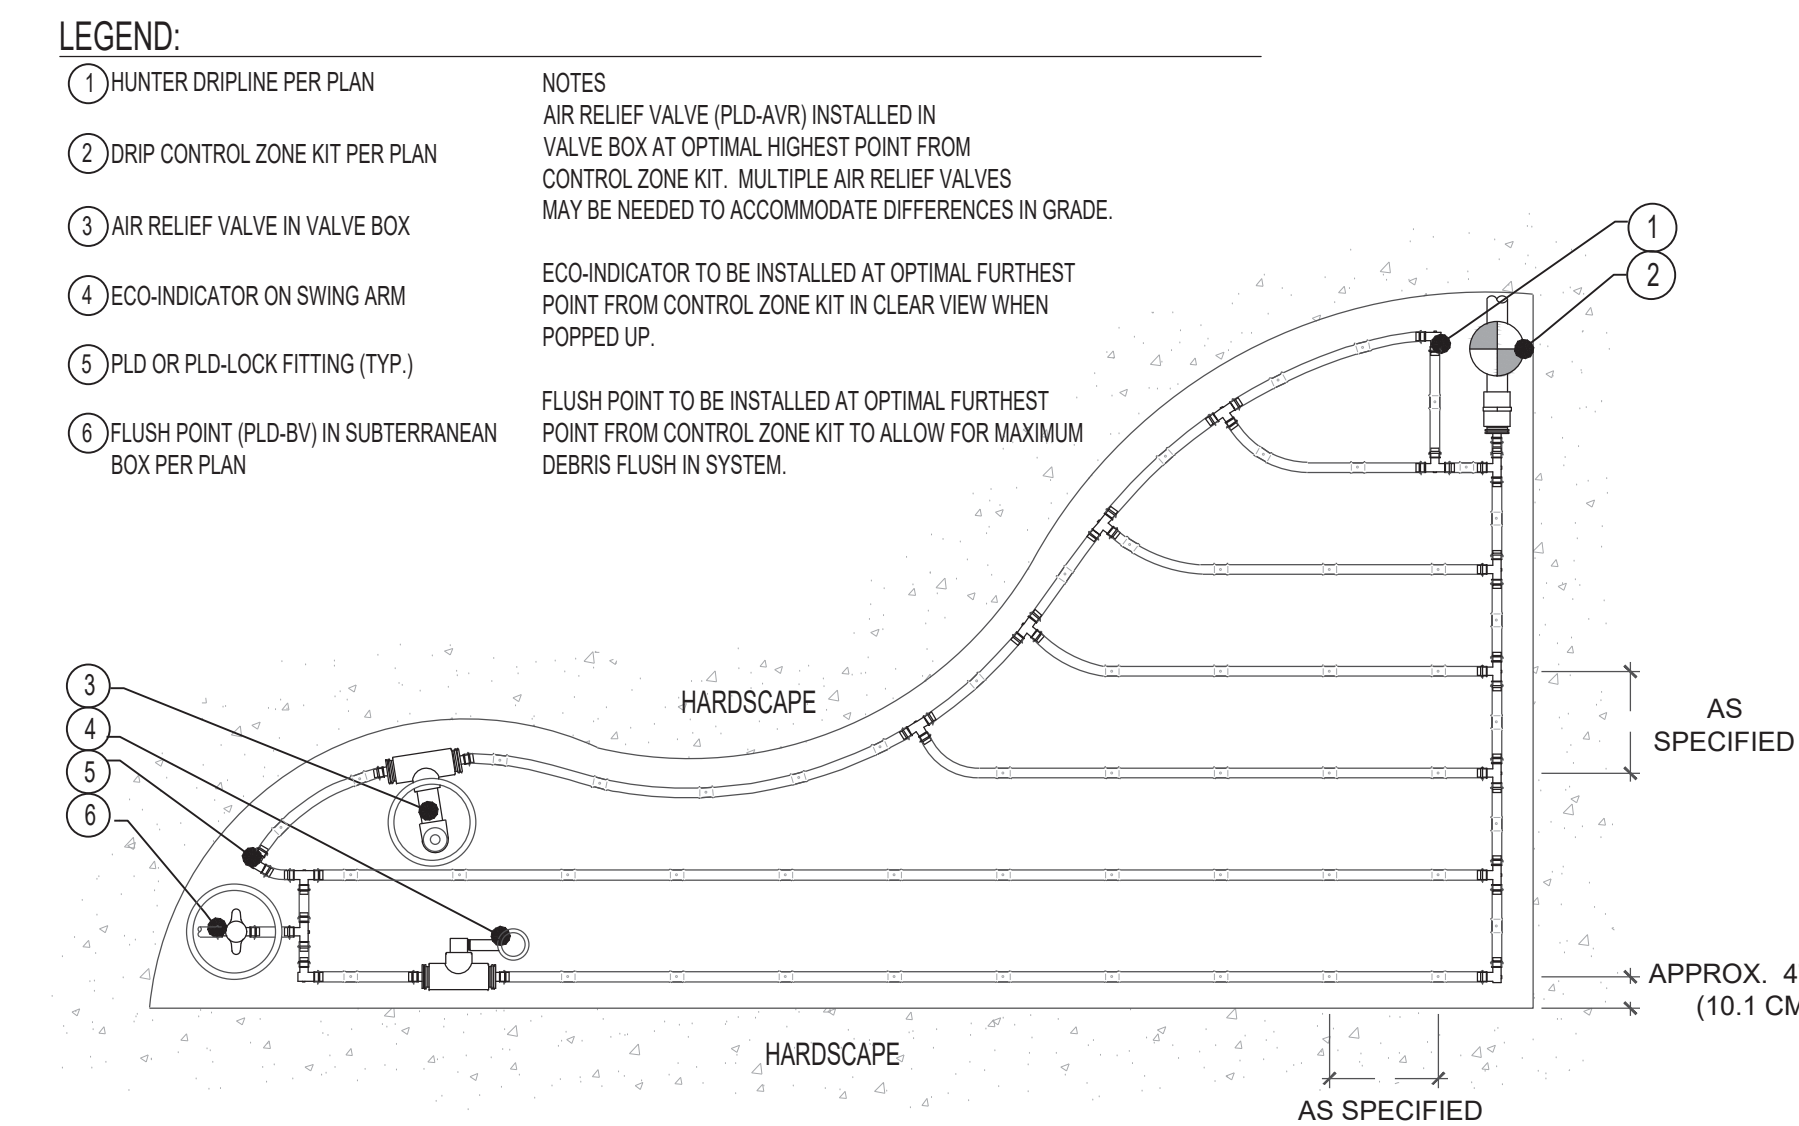 LEGEND:
1 HUNTER DRIPLINE PER PLAN
2 DRIP CONTROL ZONE KIT PER PLAN
3 AIR RELIEF VALVE IN VALVE BOX
4 ECO-INDICATOR ON SWING ARM
5 PLD OR PLD-LOCK FITTING (TYP.)
6 FLUSH POINT (PLD-BV) IN SUBTERRANEAN
BOX PER PLAN
NOTES
AIR RELIEF VALVE (PLD-AVR) INSTALLED IN
VALVE BOX AT OPTIMAL HIGHEST POINT FROM
CONTROL ZONE KIT. MULTIPLE AIR RELIEF VALVES
MAY BE NEEDED TO ACCOMMODATE DIFFERENCES IN GRADE.
ECO-INDICATOR TO BE INSTALLED AT OPTIMAL FURTHEST
POINT FROM CONTROL ZONE KIT IN CLEAR VIEW WHEN
POPPED UP.
FLUSH POINT TO BE INSTALLED AT OPTIMAL FURTHEST
POINT FROM CONTROL ZONE KIT TO ALLOW FOR MAXIMUM
DEBRIS FLUSH IN SYSTEM.
1
2
3
4
5
6
HARDSCAPE
AS
SPECIFIED
APPROX. 4
(10.1 CM
HARDSCAPE
AS SPECIFIED